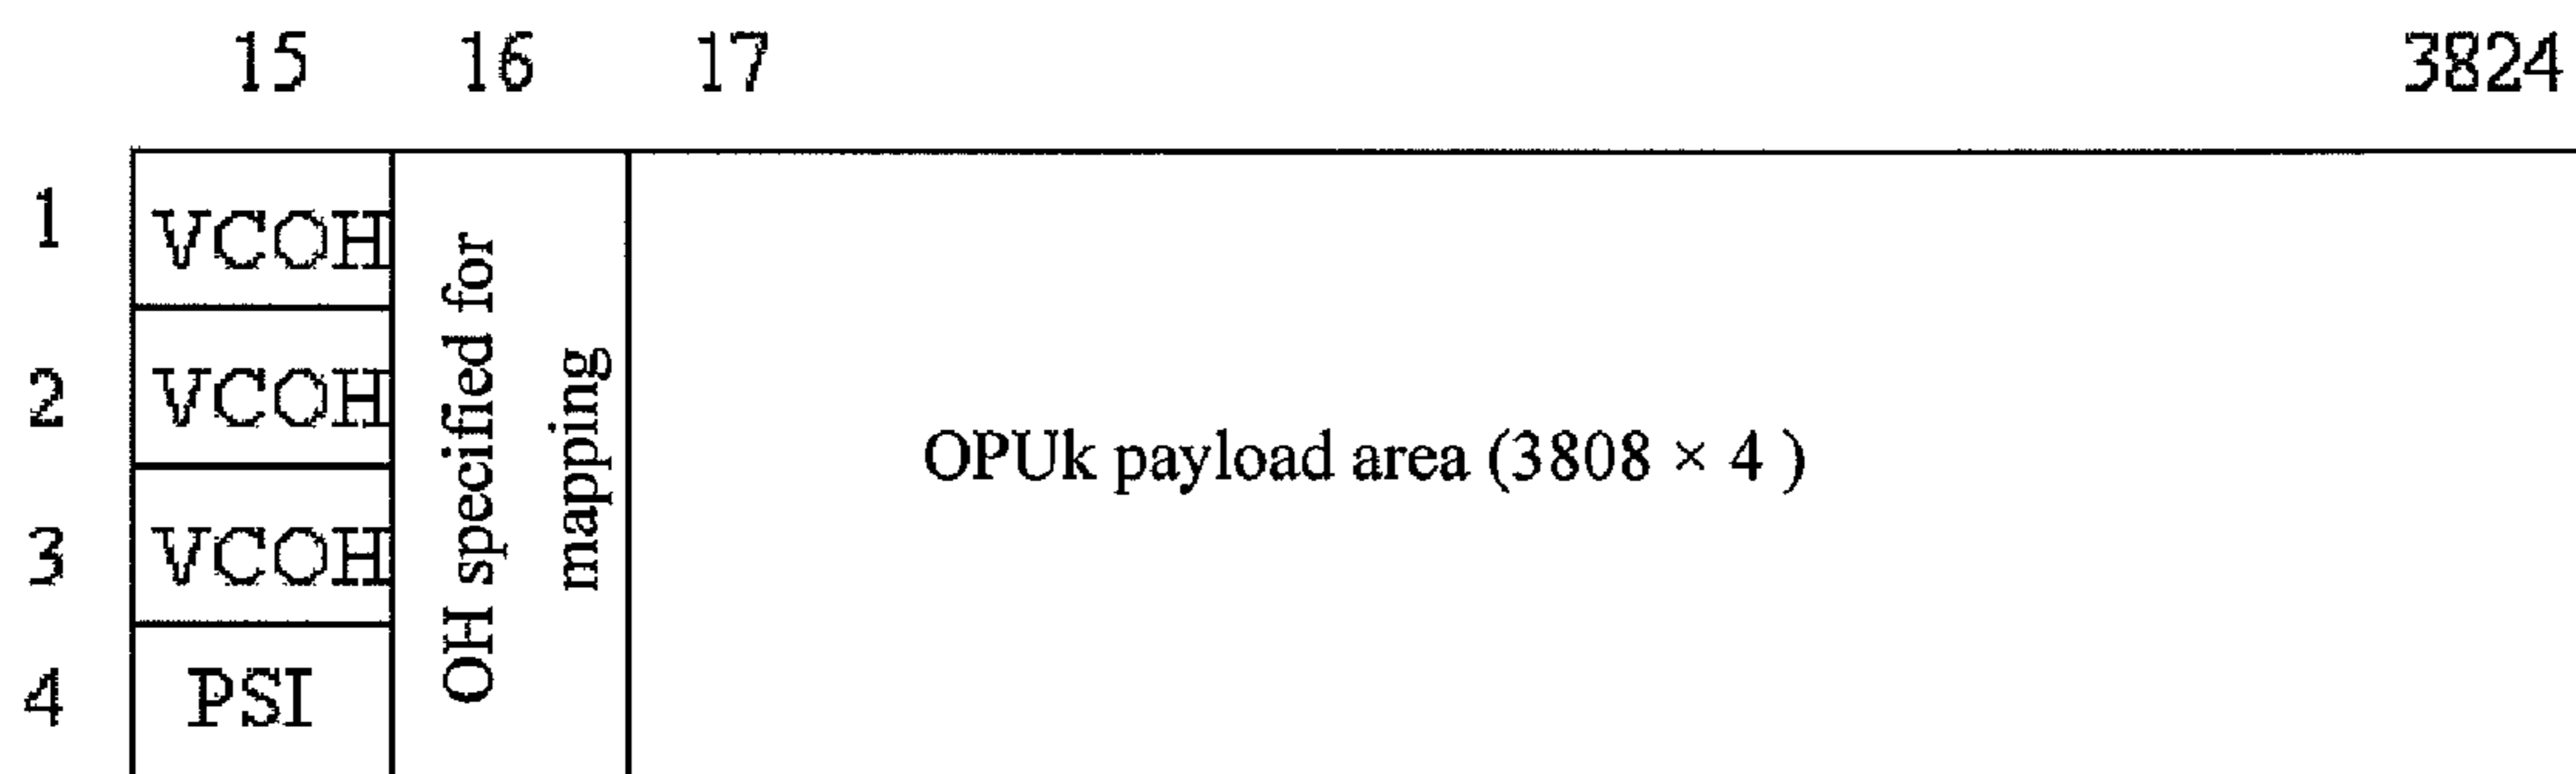 15 16 17 3824
1 VCOH
2 VCOH
3 VCOH
4 PSI
OH specified for
mapping
OPUk payload area (3808 × 4 )